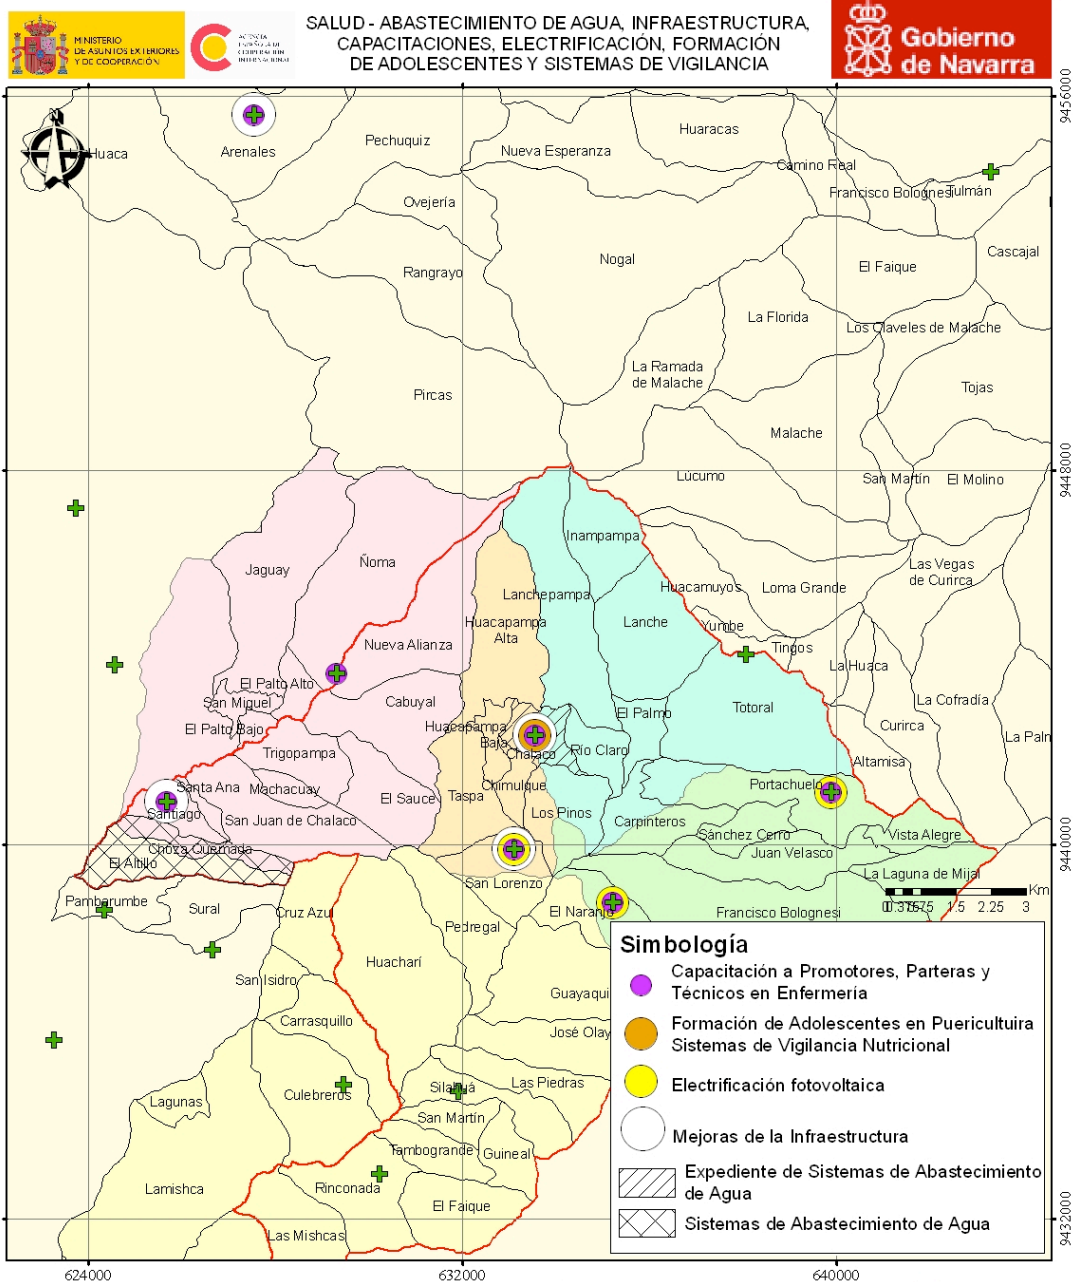 MINISTERIO
DE ASUNTOS EXTERIORES
Y DE COOPERACIÓN
AGENCIA
ESPAÑOLA DE
COOPERACIÓN
INTERNACIONAL
SALUD - ABASTECIMIENTO DE AGUA, INFRAESTRUCTURA,
CAPACITACIONES, ELECTRIFICACIÓN, FORMACIÓN
DE ADOLESCENTES Y SISTEMAS DE VIGILANCIA
Gobierno
de Navarra
9456000
N
La Huaca
Arenales
Pechuquiz
Nueva Esperanza
Huaracas
Camino Real
Francisco Bolognesi
Tulmán
Ovejería
Rangrayo
Nogal
Cascajal
El Faique
La Florida
Los Claveles de Malache
La Ramada
de Malache
Tojas
Pircas
Malache
Lúcumo
San Martín
El Molino
9448000
Inampampa
Jaguay
Ñoma
Las Vegas
de Curirca
Huacamuyos
Loma Grande
Lanchepampa
Huacapampa
Alta
Lanche
Yumbe
Tingos
Nueva Alianza
La Huaca
El Palto Alto
San Miguel
Cabuyal
La Cofradía
El Palto Bajo
Huacapampa
Baja
El Palmo
Totoral
Curirca
La Palm
Trigopampa
Chalaco
Río Claro
Altamisa
Santa Ana
Machacuay
El Sauce
Taspa
Chimulque
Portachuelo
Santiago
San Juan de Chalaco
Los Pinos
Carpinteros
Sánchez Cerro
Vista Alegre
9440000
Choza Quemada
El Altillo
Juan Velasco
San Lorenzo
La Laguna de Mijal
Km
0 0.375 0.75 1.5 2.25 3
Pambarumbe
Sural
Cruz Azul
El Naranjo
Francisco Bolognesi
Pedregal
Huacharí
San Isidro
Guayaqui
Carrasquillo
José Olay
Silahuá
Las Piedras
Culebreros
Lagunas
San Martín
Tambogrande
Guineal
Lamishca
Rinconada
El Faique
Las Mishcas
Simbología
Capacitación a Promotores, Parteras y
Técnicos en Enfermería
Formación de Adolescentes en Puericultuira
Sistemas de Vigilancia Nutricional
Electrificación fotovoltaica
Mejoras de la Infraestructura
Expediente de Sistemas de Abastecimiento
de Agua
Sistemas de Abastecimiento de Agua
9432000
624000
632000
640000